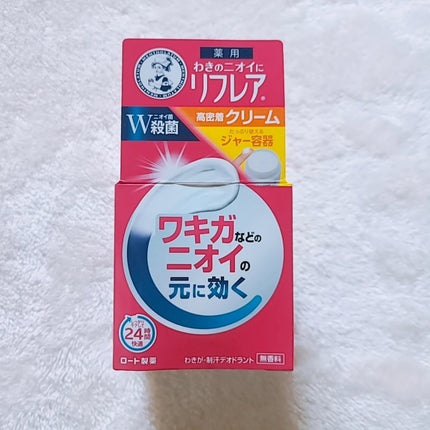 薬用
わきのニオイに
リフレア®
Wニオイ菌殺菌
高密着クリーム
たっぷり使える
ジャー容器
ワキガなどの
ニオイの
元に効く
24時間
快適
ロート製薬
わきが・制汗デオドラント
無香料